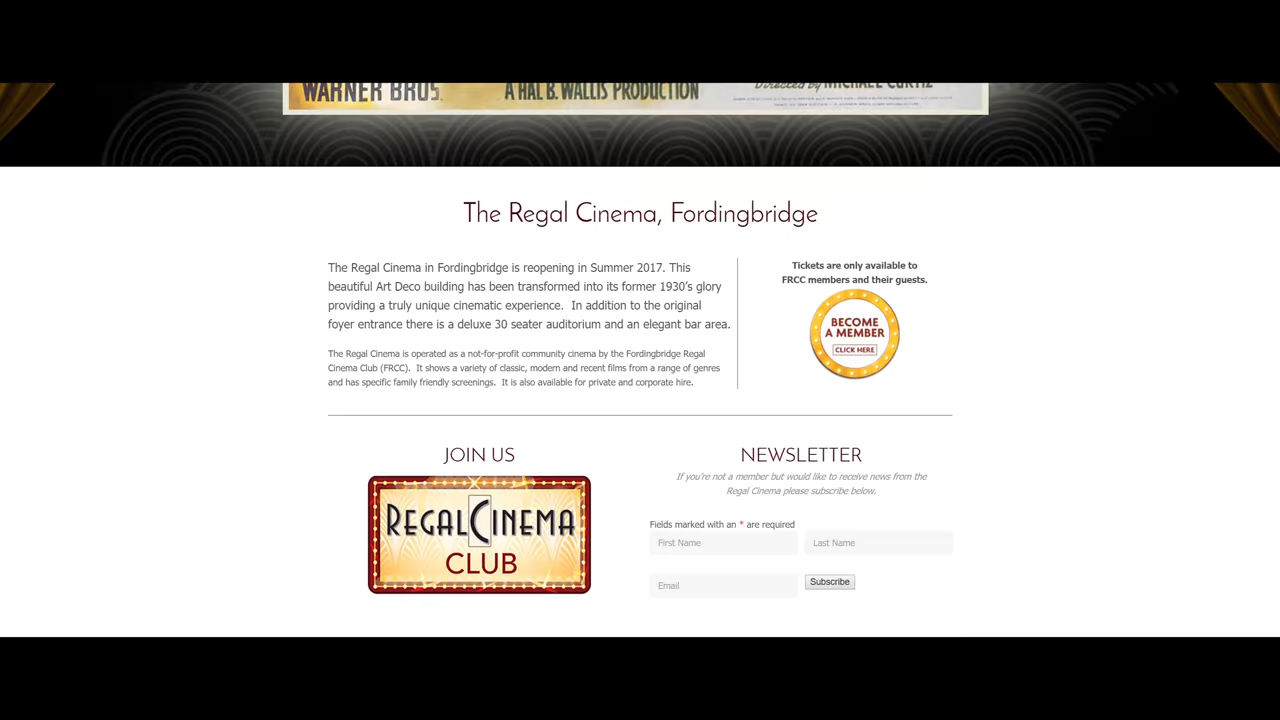 WARNER BROS.
A HAL B. WALLIS PRODUCTION
Directed by MICHAEL CURTIZ
The Regal Cinema, Fordingbridge
The Regal Cinema in Fordingbridge is reopening in Summer 2017. This
beautiful Art Deco building has been transformed into its former 1930's glory
providing a truly unique cinematic experience. In addition to the original
foyer entrance there is a deluxe 30 seater auditorium and an elegant bar area.
The Regal Cinema is operated as a not-for-profit community cinema by the Fordingbridge Regal
Cinema Club (FRCC). It shows a variety of classic, modern and recent films from a range of genres
and has specific family friendly screenings. It is also available for private and corporate hire.
Tickets are only available to
FRCC members and their guests.
BECOME
A MEMBER
CLICK HERE
JOIN US
REGAL CINEMA
CLUB
NEWSLETTER
If you're not a member but would like to receive news from the
Regal Cinema please subscribe below.
Fields marked with an * are required
First Name
Last Name
Email
Subscribe